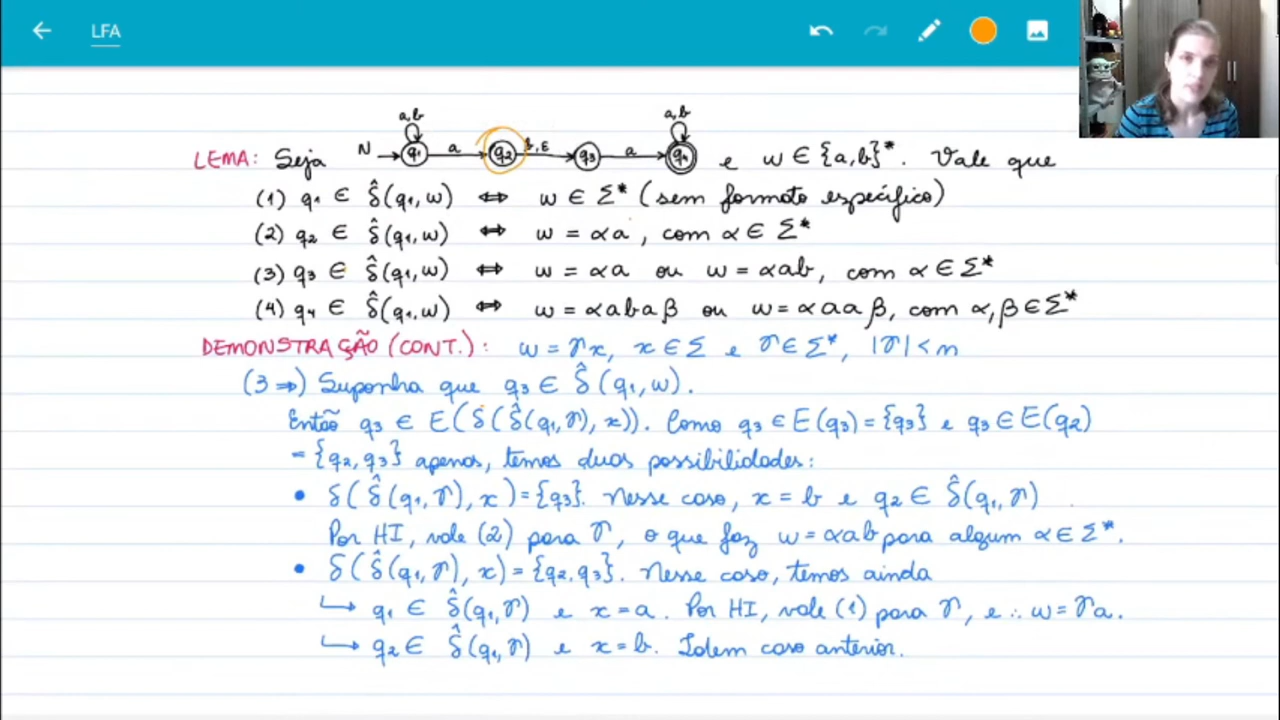 LFA
a,b a,b
LEMA: Seja N → q1 a q2 b,ε q3 a q4 e w ∈ {a,b}*. Vale que
(1) q1 ∈ δ̂(q1,w) ⇔ w ∈ Σ* (sem formato específico)
(2) q2 ∈ δ̂(q1,w) ⇔ w = αa, com α ∈ Σ*
(3) q3 ∈ δ̂(q1,w) ⇔ w = αa ou w = αab, com α ∈ Σ*
(4) q4 ∈ δ̂(q1,w) ⇔ w = αabaβ ou w = αaaβ, com α,β ∈ Σ*
DEMONSTRAÇÃO (CONT.): w = γx, x ∈ Σ e γ ∈ Σ*, |γ| < n
(3 ⇒) Suponha que q3 ∈ δ̂(q1,w).
Então q3 ∈ E(δ(δ̂(q1,γ),x)). Como q3 ∈ E(q3) = {q3} e q3 ∈ E(q2)
= {q2,q3} apenas, temos duas possibilidades:
• δ(δ̂(q1,γ),x) = {q3}. Nesse caso, x = b e q2 ∈ δ̂(q1,γ)
Por HI, vale (2) para γ, o que faz w = αab para algum α ∈ Σ*.
• δ(δ̂(q1,γ),x) = {q2,q3}. Nesse caso, temos ainda
↳ q1 ∈ δ̂(q1,γ) e x = a. Por HI, vale (1) para γ, e ∴ w = γa.
↳ q2 ∈ δ̂(q1,γ) e x = b. Idem caso anterior.